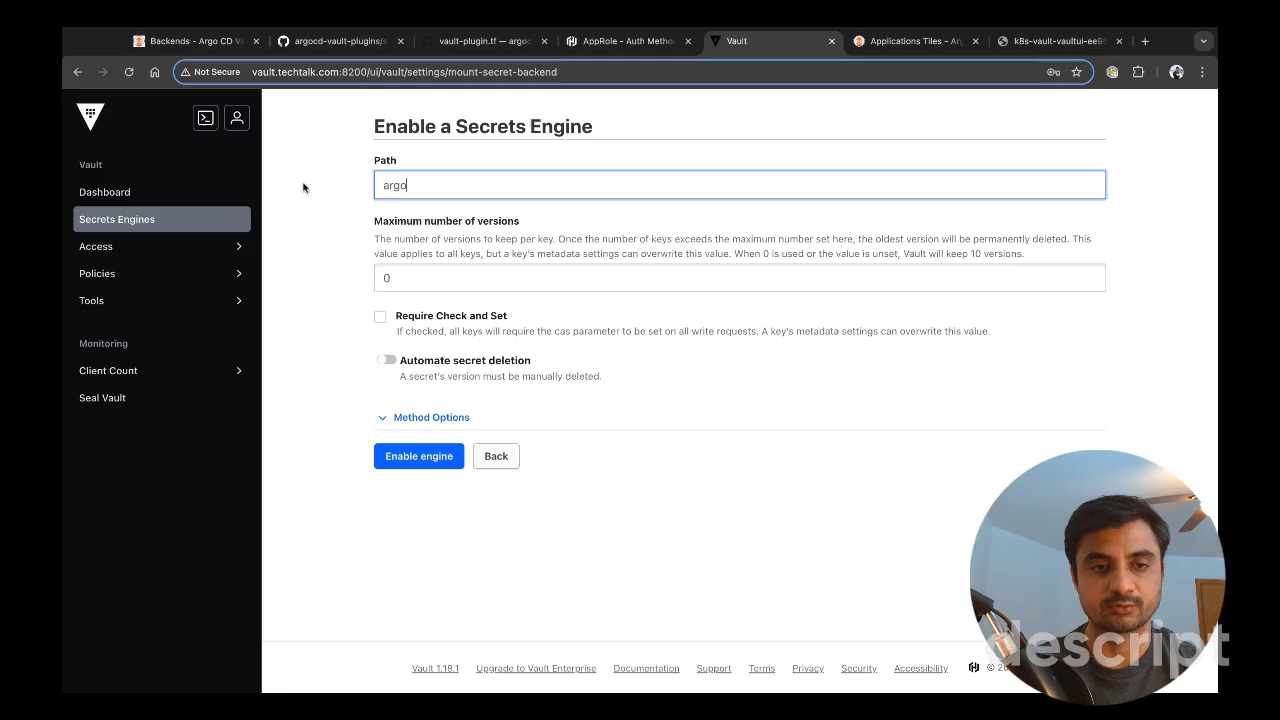 Backends - Argo CD V
argocd-vault-plugins/
vault-plugin.tf — argoc
AppRole - Auth Metho
Vault
Applications Tiles - Ar
k8s-vault-vaultui-ee95
Not Secure
vault.techtalk.com:8200/ui/vault/settings/mount-secret-backend
Vault
Dashboard
Secrets Engines
Access
Policies
Tools
Monitoring
Client Count
Seal Vault
Enable a Secrets Engine
Path
argo
Maximum number of versions
The number of versions to keep per key. Once the number of keys exceeds the maximum number set here, the oldest version will be permanently deleted. This
value applies to all keys, but a key's metadata settings can overwrite this value. When 0 is used or the value is unset, Vault will keep 10 versions.
0
Require Check and Set
If checked, all keys will require the cas parameter to be set on all write requests. A key's metadata settings can overwrite this value.
Automate secret deletion
A secret's version must be manually deleted.
Method Options
Enable engine
Back
Vault 1.18.1
Upgrade to Vault Enterprise
Documentation
Support
Terms
Privacy
Security
Accessibility
© 20
descript